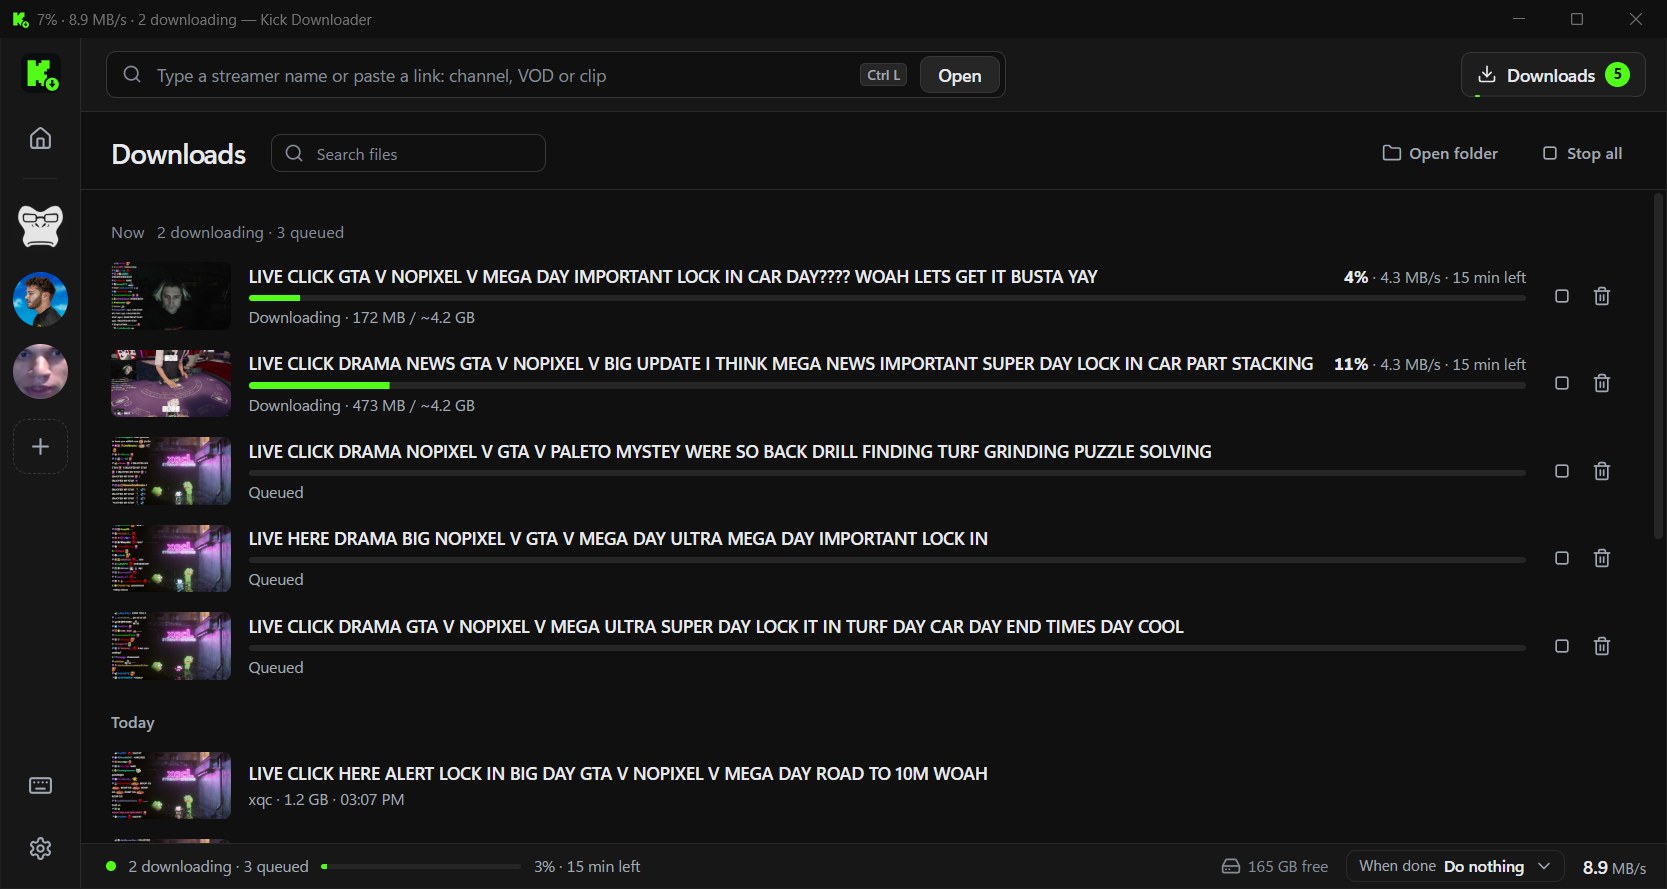 7% · 8.9 MB/s · 2 downloading — Kick Downloader
Type a streamer name or paste a link: channel, VOD or clip
Ctrl L
Open
Downloads 5
Downloads
Search files
Open folder
Stop all
Now 2 downloading · 3 queued
LIVE CLICK GTA V NOPIXEL V MEGA DAY IMPORTANT LOCK IN CAR DAY???? WOAH LETS GET IT BUSTA YAY
4% · 4.3 MB/s · 15 min left
Downloading · 172 MB / ~4.2 GB
LIVE CLICK DRAMA NEWS GTA V NOPIXEL V BIG UPDATE I THINK MEGA NEWS IMPORTANT SUPER DAY LOCK IN CAR PART STACKING
11% · 4.3 MB/s · 15 min left
Downloading · 473 MB / ~4.2 GB
LIVE CLICK DRAMA NOPIXEL V GTA V PALETO MYSTEY WERE SO BACK DRILL FINDING TURF GRINDING PUZZLE SOLVING
Queued
LIVE HERE DRAMA BIG NOPIXEL V GTA V MEGA DAY ULTRA MEGA DAY IMPORTANT LOCK IN
Queued
LIVE CLICK DRAMA GTA V NOPIXEL V MEGA ULTRA SUPER DAY LOCK IT IN TURF DAY CAR DAY END TIMES DAY COOL
Queued
Today
LIVE CLICK HERE ALERT LOCK IN BIG DAY GTA V NOPIXEL V MEGA DAY ROAD TO 10M WOAH
xqc · 1.2 GB · 03:07 PM
2 downloading · 3 queued
3% · 15 min left
165 GB free
When done Do nothing
8.9 MB/s